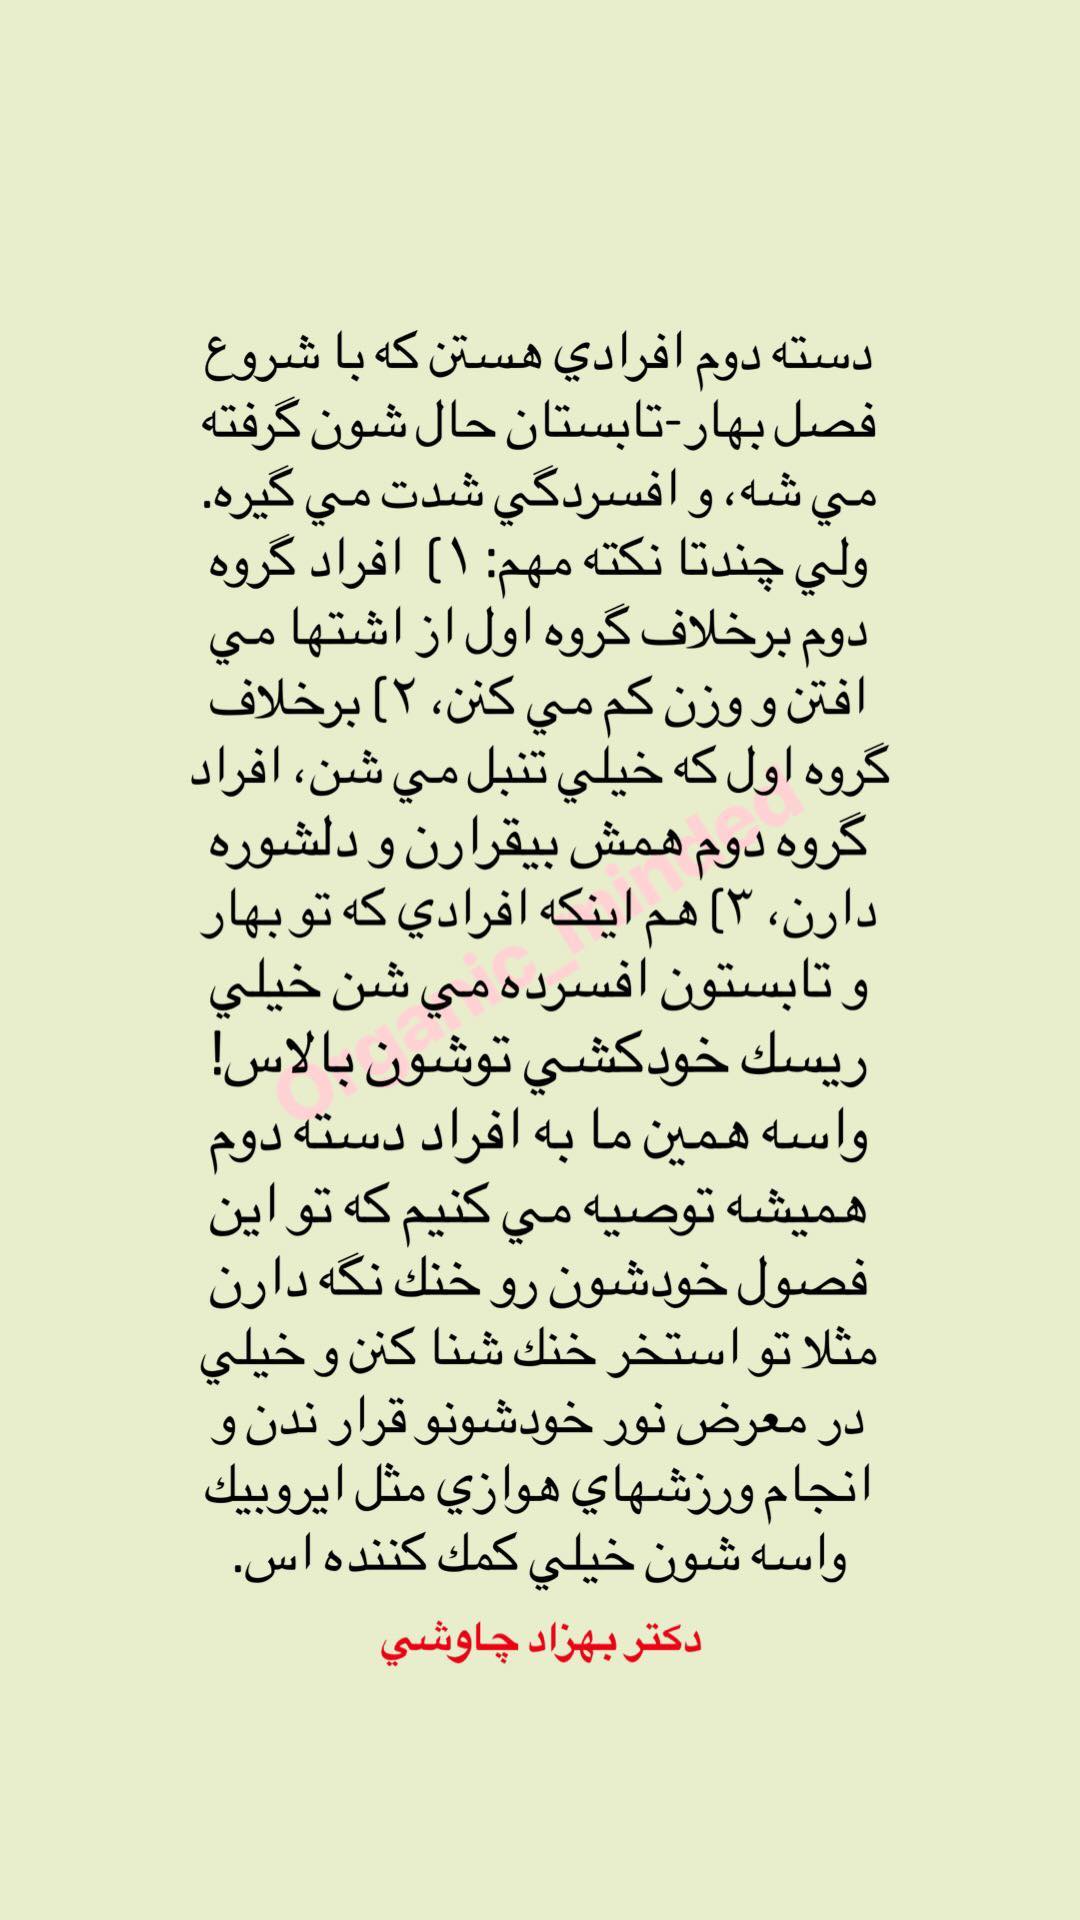 دسته دوم افرادي هستن كه با شروع
فصل بهار-تابستان حال شون گرفته
مي شه، و افسردگي شدت مي گيره.
ولي چندتا نكته مهم: ١) افراد گروه
دوم برخلاف گروه اول از اشتها مي
افتن و وزن كم مي كنن، ٢) برخلاف
گروه اول كه خيلي تنبل مي شن، افراد
گروه دوم همش بيقرارن و دلشوره
دارن، ٣) هم اينكه افرادي كه تو بهار
و تابستون افسرده مي شن خيلي
ريسك خودكشي توشون بالاس!
واسه همين ما به افراد دسته دوم
هميشه توصيه مي كنيم كه تو اين
فصول خودشون رو خنك نگه دارن
مثلا تو استخر خنك شنا كنن و خيلي
در معرض نور خودشونو قرار ندن و
انجام ورزشهاي هوازي مثل ايروبيك
واسه شون خيلي كمك كننده اس.
دكتر بهزاد چاوشي
Organic_minded